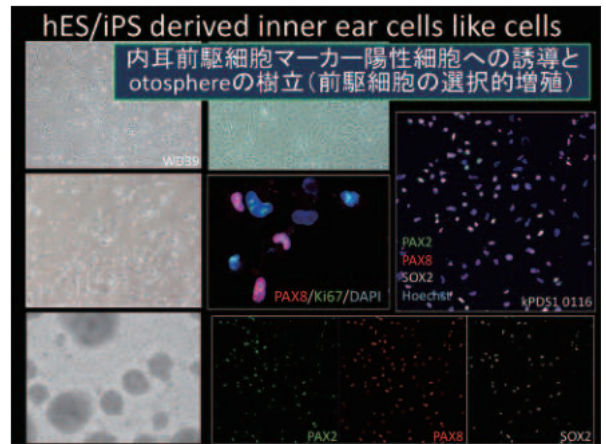 hES/iPS derived inner ear cells like cells
内耳前駆細胞マーカー陽性細胞への誘導と
otosphereの樹立(前駆細胞の選択的増殖)
WD39
PAX8/Ki67/DAPI
PAX2
PAX8
SOX2
Hoechst
kPDS1 0116
PAX2
PAX8
SOX2